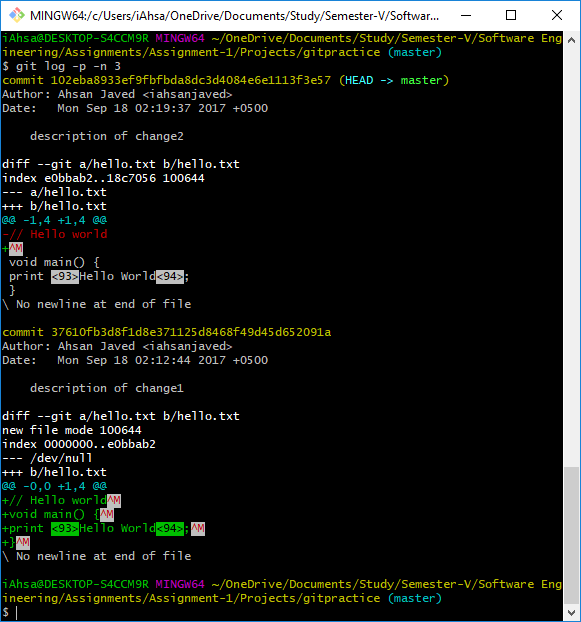 MINGW64:/c/Users/iAhsa/OneDrive/Documents/Study/Semester-V/Software...
iAhsa@DESKTOP-S4CCM9R MINGW64 ~/OneDrive/Documents/Study/Semester-V/Software Eng
ineering/Assignments/Assignment-1/Projects/gitpractice (master)
$ git log -p -n 3
commit 102eba8933ef9fbfbda8dc3d4084e6e1113f3e57 (HEAD -> master)
Author: Ahsan Javed <iahsanjaved>
Date:   Mon Sep 18 02:19:37 2017 +0500

    description of change2

diff --git a/hello.txt b/hello.txt
index e0bbab2..18c7056 100644
--- a/hello.txt
+++ b/hello.txt
@@ -1,4 +1,4 @@
-// Hello world
+^M
 void main() {
 print <93>Hello World<94>;
 }
\ No newline at end of file

commit 37610fb3d8f1d8e371125d8468f49d45d652091a
Author: Ahsan Javed <iahsanjaved>
Date:   Mon Sep 18 02:12:44 2017 +0500

    description of change1

diff --git a/hello.txt b/hello.txt
new file mode 100644
index 0000000..e0bbab2
--- /dev/null
+++ b/hello.txt
@@ -0,0 +1,4 @@
+// Hello world^M
+void main() {^M
+print <93>Hello World<94>;^M
+}^M
\ No newline at end of file

iAhsa@DESKTOP-S4CCM9R MINGW64 ~/OneDrive/Documents/Study/Semester-V/Software Eng
ineering/Assignments/Assignment-1/Projects/gitpractice (master)
$